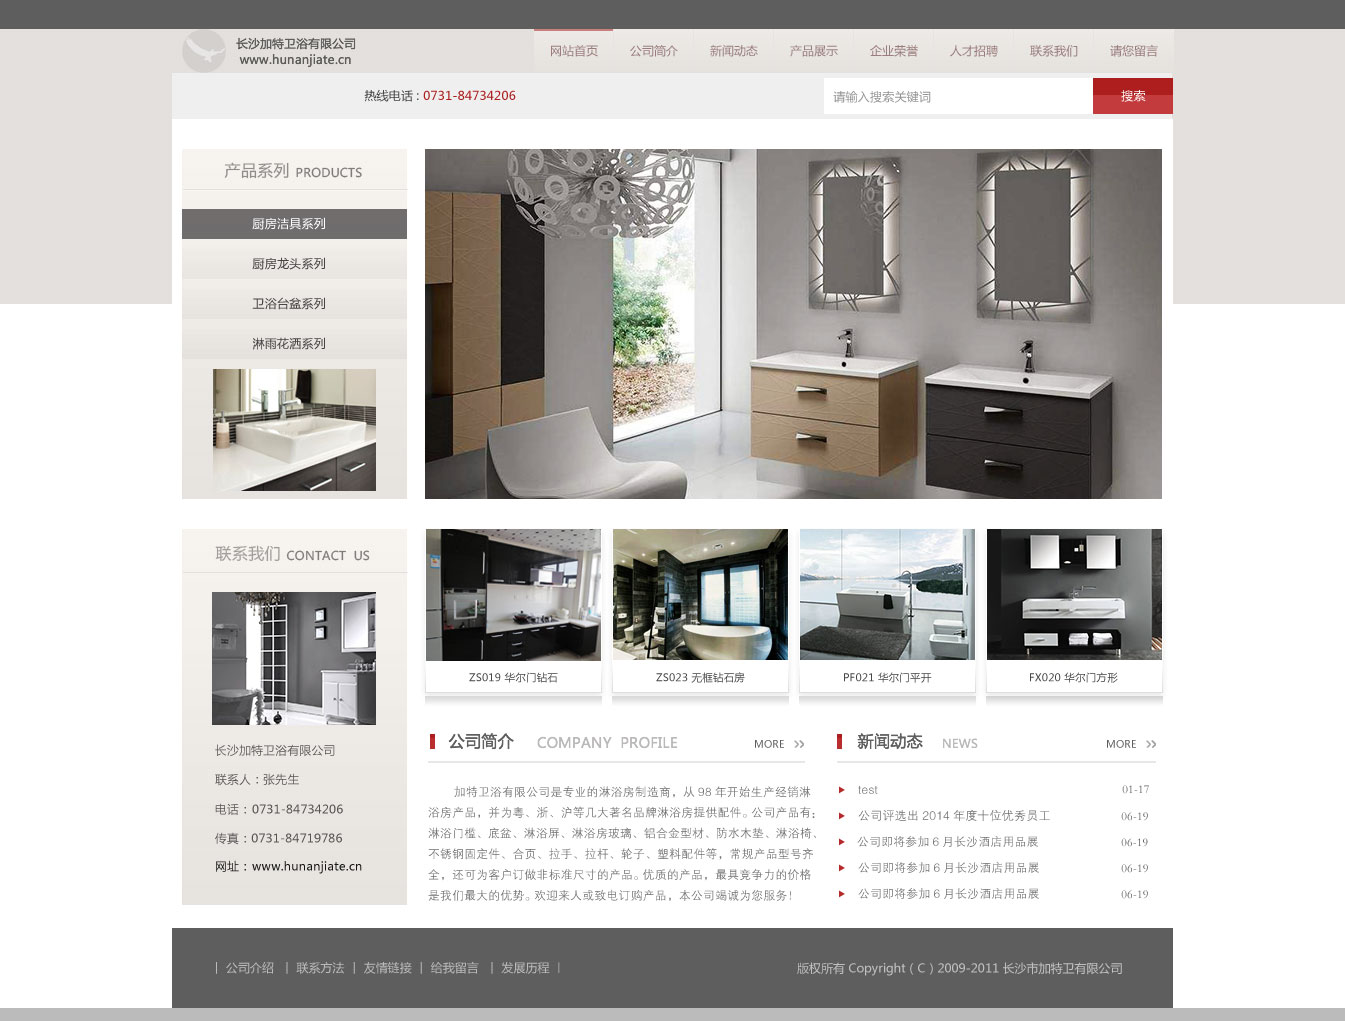 长沙加特卫浴有限公司
www.hunanjiate.cn
网站首页 公司简介 新闻动态 产品展示 企业荣誉 人才招聘 联系我们 请您留言
热线电话 : 0731-84734206
请输入搜索关键词
搜索
产品系列 PRODUCTS
厨房洁具系列
厨房龙头系列
卫浴台盆系列
淋雨花洒系列
联系我们 CONTACT US
长沙加特卫浴有限公司
联系人：张先生
电话：0731-84734206
传真：0731-84719786
网址：www.hunanjiate.cn
ZS019 华尔门钻石
ZS023 无框钻石房
PF021 华尔门平开
FX020 华尔门方形
公司简介 COMPANY PROFILE MORE
加特卫浴有限公司是专业的淋浴房制造商，从 98 年开始生产经销淋
浴房产品，并为粤、浙、沪等几大著名品牌淋浴房提供配件。公司产品有：
淋浴门槛、底盆、淋浴屏、淋浴房玻璃、铝合金型材、防水木垫、淋浴椅、
不锈钢固定件、合页、拉手、拉杆、轮子、塑料配件等，常规产品型号齐
全，还可为客户订做非标准尺寸的产品。优质的产品，最具竞争力的价格
是我们最大的优势。欢迎来人或致电订购产品，本公司竭诚为您服务！
新闻动态 NEWS MORE
test 01-17
公司评选出 2014 年度十位优秀员工 06-19
公司即将参加 6 月长沙酒店用品展 06-19
公司即将参加 6 月长沙酒店用品展 06-19
公司即将参加 6 月长沙酒店用品展 06-19
| 公司介绍 | 联系方法 | 友情链接 | 给我留言 | 发展历程 |
版权所有 Copyright ( C ) 2009-2011 长沙市加特卫有限公司